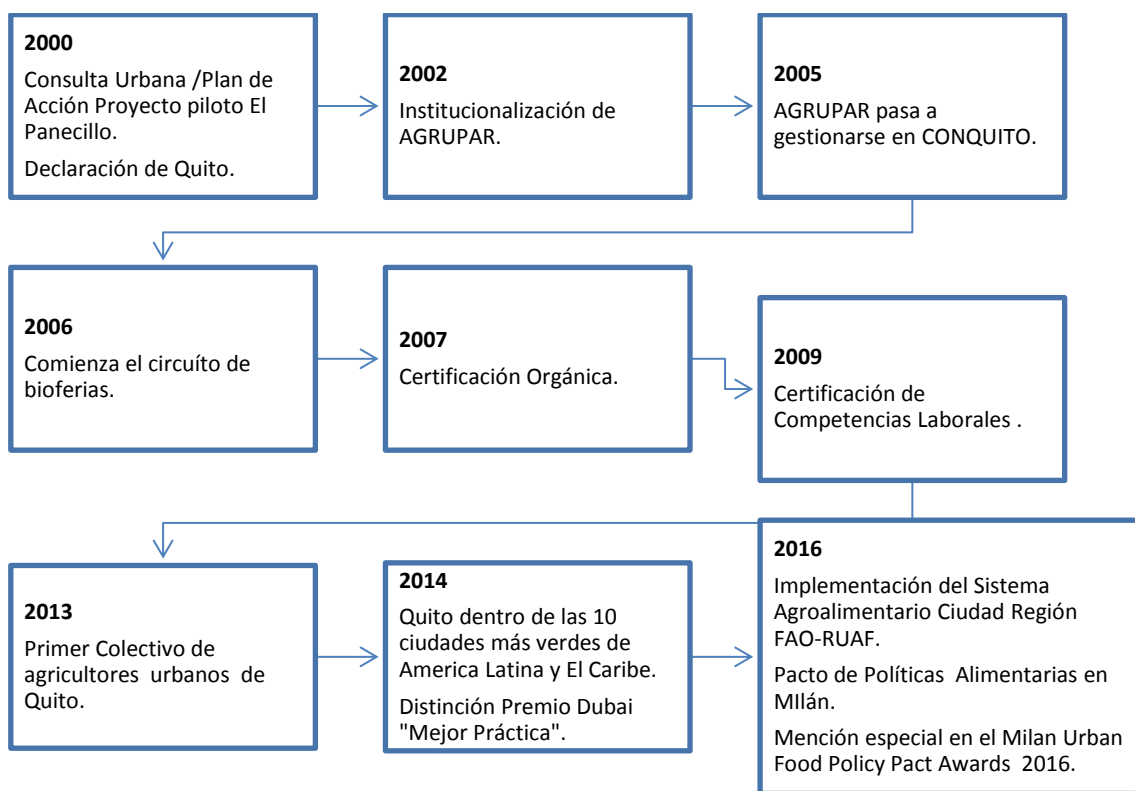 2000
Consulta Urbana /Plan de
Acción Proyecto piloto El
Panecillo.
Declaración de Quito.
2002
Institucionalización de
AGRUPAR.
2005
AGRUPAR pasa a
gestionarse en CONQUITO.
2006
Comienza el circuíto de
bioferias.
2007
Certificación Orgánica.
2009
Certificación de
Competencias Laborales .
2013
Primer Colectivo de
agricultores urbanos de
Quito.
2014
Quito dentro de las 10
ciudades más verdes de
America Latina y El Caribe.
Distinción Premio Dubai
"Mejor Práctica".
2016
Implementación del Sistema
Agroalimentario Ciudad Región
FAO-RUAF.
Pacto de Políticas Alimentarias en
MIlán.
Mención especial en el Milan Urban
Food Policy Pact Awards 2016.